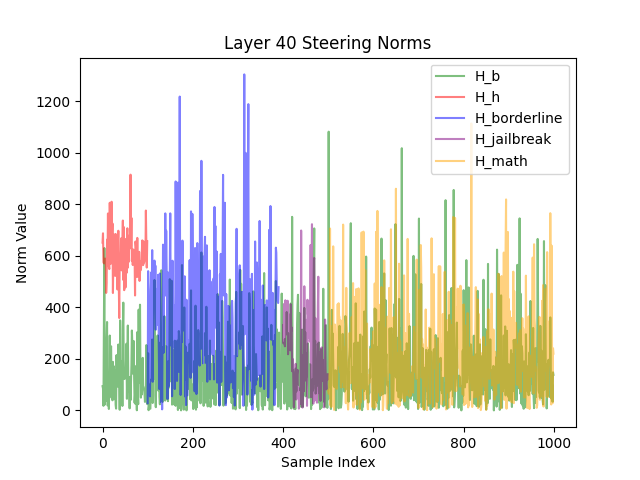 Layer 40 Steering Norms
H_b
H_h
H_borderline
H_jailbreak
H_math
Norm Value
1200
1000
800
600
400
200
0
0 200 400 600 800 1000
Sample Index